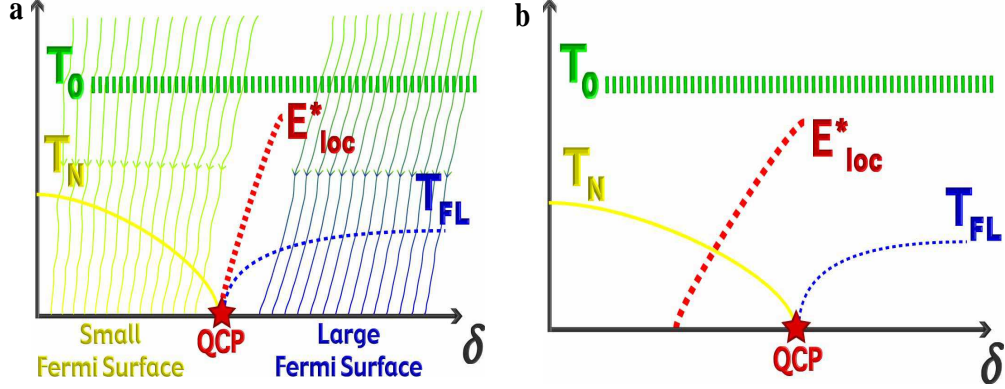 a
T0
TN
E*loc
TFL
QCP
δ
Small
Fermi Surface
Large
Fermi Surface
b
T0
TN
E*loc
TFL
QCP
δ